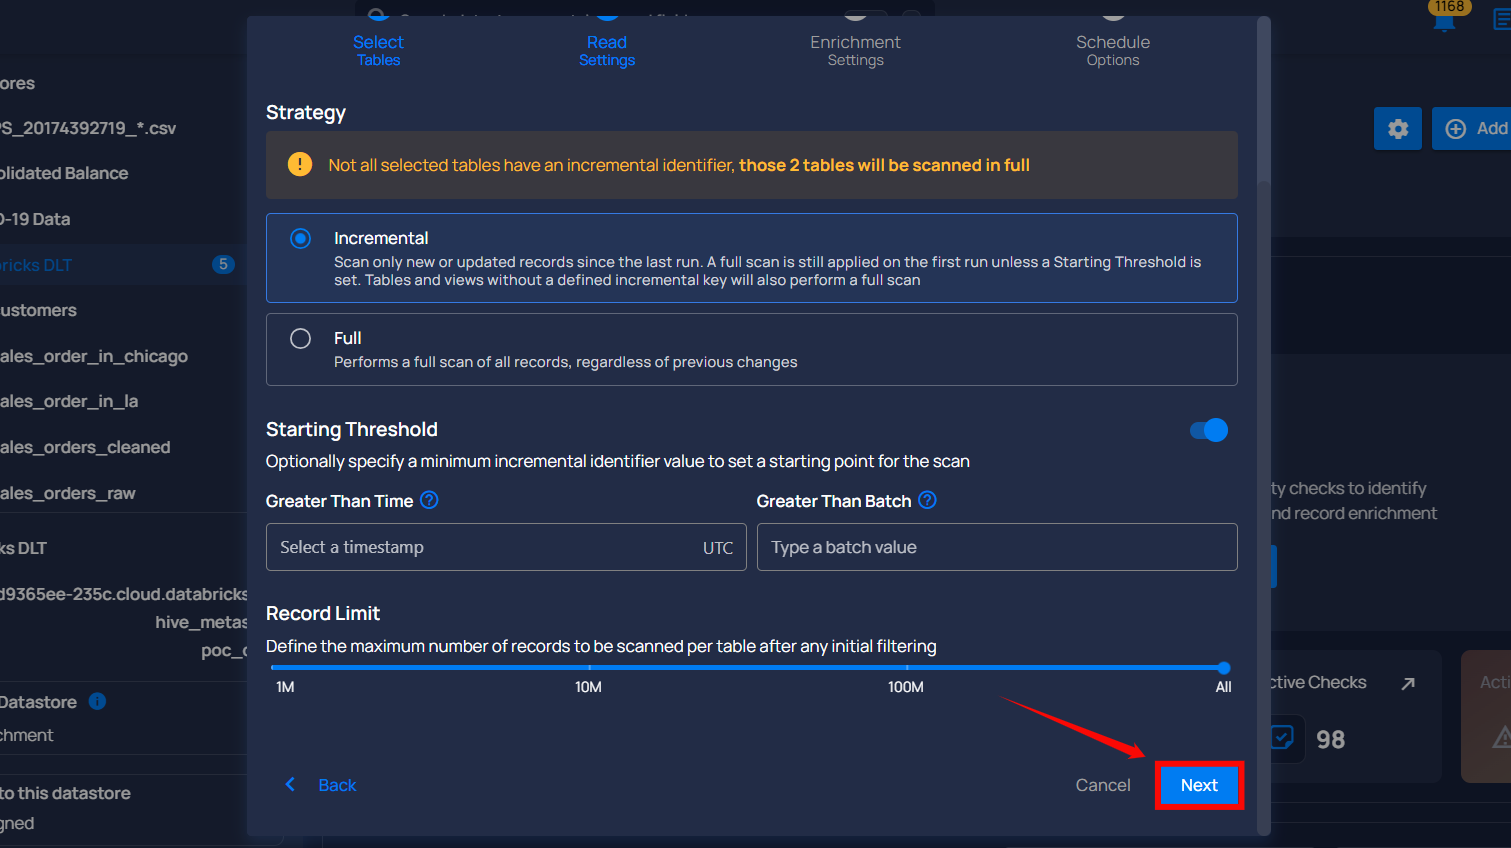 1168
Select
Tables
Read
Settings
Enrichment
Settings
Schedule
Options
ores
PS_20174392719_*.csv
olidated Balance
D-19 Data
bricks DLT
5
ustomers
ales_order_in_chicago
ales_order_in_la
ales_orders_cleaned
ales_orders_raw
ks DLT
d9365ee-235c.cloud.databricks
hive_metas
poc_
Datastore
chment
to this datastore
gned
Strategy
Not all selected tables have an incremental identifier, those 2 tables will be scanned in full
Incremental
Scan only new or updated records since the last run. A full scan is still applied on the first run unless a Starting Threshold is
set. Tables and views without a defined incremental key will also perform a full scan
Full
Performs a full scan of all records, regardless of previous changes
Starting Threshold
Optionally specify a minimum incremental identifier value to set a starting point for the scan
Greater Than Time
Greater Than Batch
Select a timestamp UTC
Type a batch value
Record Limit
Define the maximum number of records to be scanned per table after any initial filtering
1M 10M 100M All
Back
Cancel
Next
Add
ty checks to identify
nd record enrichment
ctive Checks
98
Acti